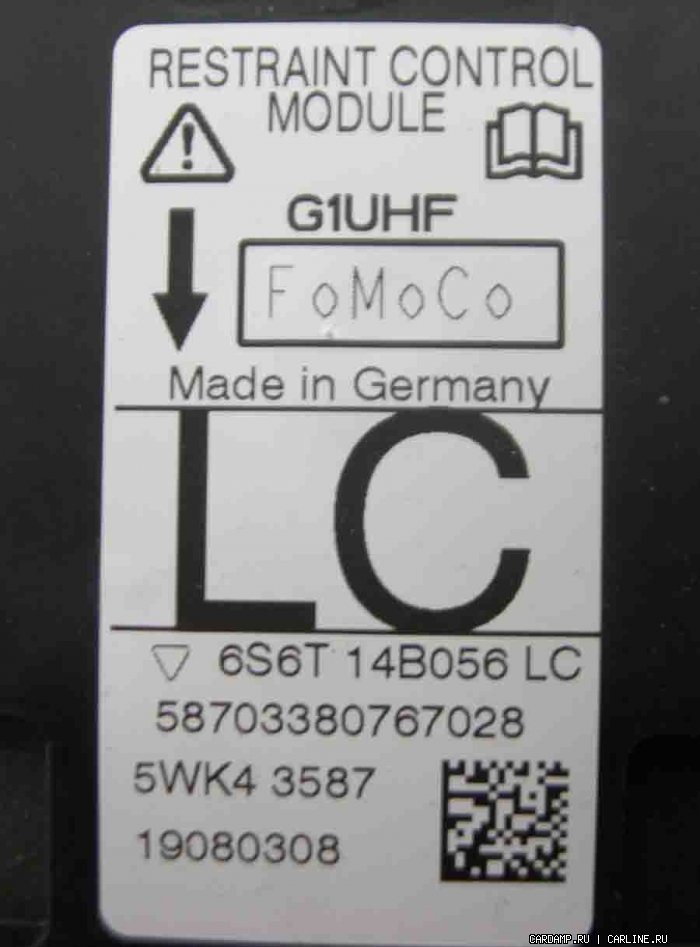 RESTRAINT CONTROL
MODULE
G1UHF
FoMoCo
Made in Germany
LC
6S6T 14B056 LC
58703380767028
5WK4 3587
19080308
CARDAMP.RU | CARLINE.RU